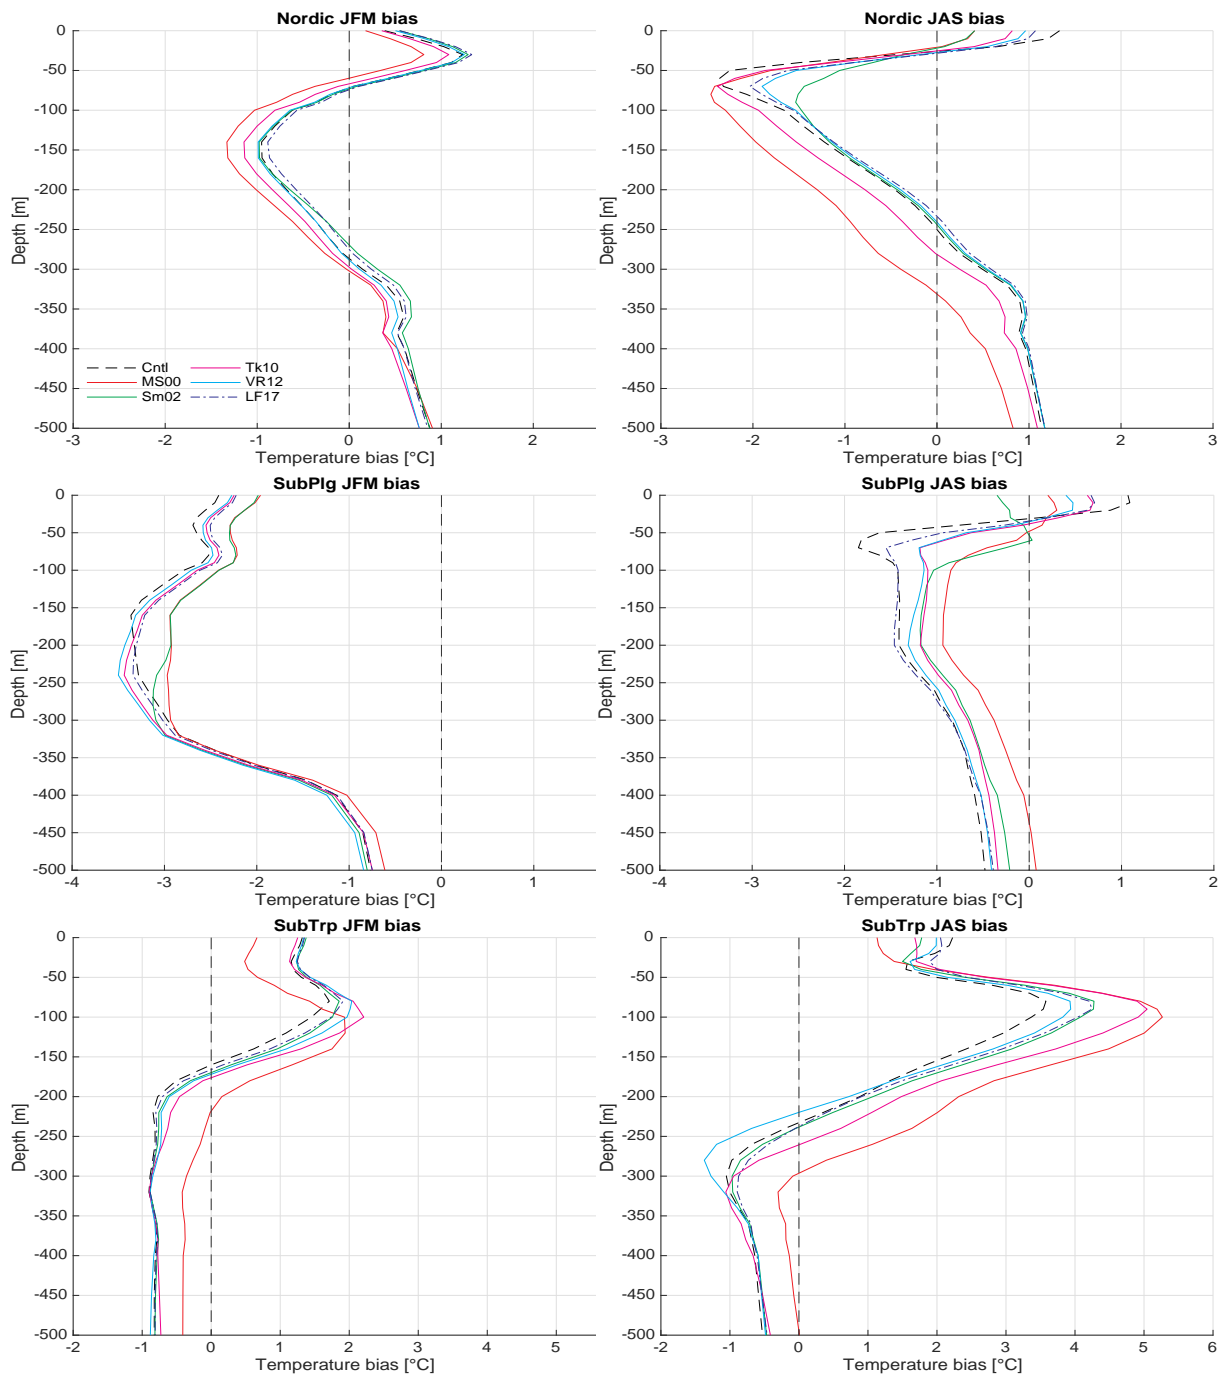 Nordic JFM bias
0
-50
-100
-150
-200
-250
-300
-350
-400
-450
-500
Depth [m]
Cntl
MS00
Sm02
Tk10
VR12
LF17
-3 -2 -1 0 1 2
Temperature bias [°C]
Nordic JAS bias
0
-50
-100
-150
-200
-250
-300
-350
-400
-450
-500
Depth [m]
-3 -2 -1 0 1 2 3
Temperature bias [°C]
SubPlg JFM bias
0
-50
-100
-150
-200
-250
-300
-350
-400
-450
-500
Depth [m]
-4 -3 -2 -1 0 1
Temperature bias [°C]
SubPlg JAS bias
0
-50
-100
-150
-200
-250
-300
-350
-400
-450
-500
Depth [m]
-4 -3 -2 -1 0 1 2
Temperature bias [°C]
SubTrp JFM bias
0
-50
-100
-150
-200
-250
-300
-350
-400
-450
-500
Depth [m]
-2 -1 0 1 2 3 4 5
Temperature bias [°C]
SubTrp JAS bias
0
-50
-100
-150
-200
-250
-300
-350
-400
-450
-500
Depth [m]
-2 -1 0 1 2 3 4 5 6
Temperature bias [°C]